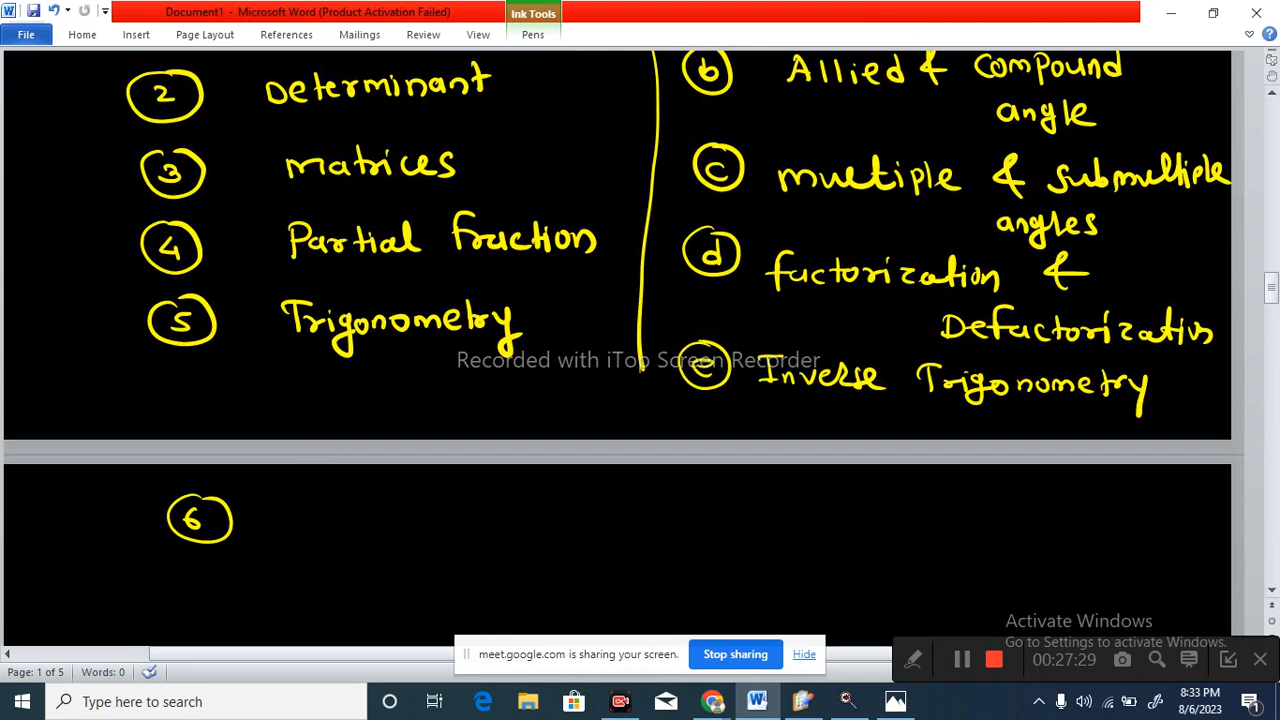 Document1 - Microsoft Word (Product Activation Failed)
Ink Tools
File Home Insert Page Layout References Mailings Review View Pens
2 Determinant
3 matrices
4 Partial fraction
5 Trigonometry
b Allied & compound
angle
c multiple & submultiple
angles
d factorization &
Defactorization
e Inverse Trigonometry
Recorded with iTop Screen Recorder
6
Activate Windows
Go to Settings to activate Windows.
meet.google.com is sharing your screen. Stop sharing Hide
00:27:29
Page: 1 of 5 Words: 0
Type here to search
8:33 PM
8/6/2023